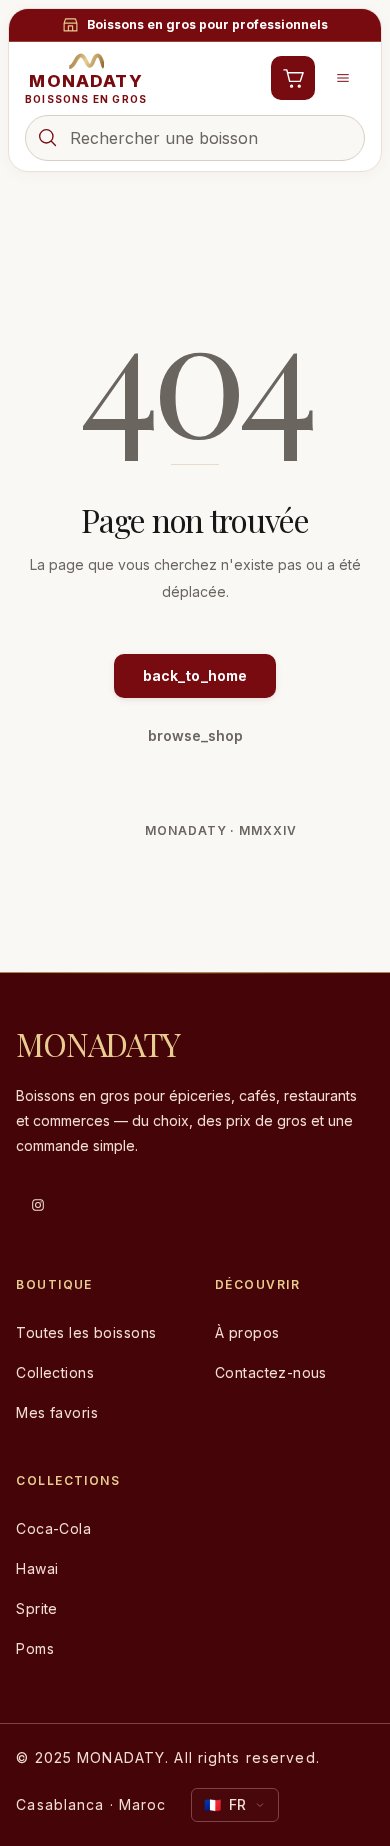 Boissons en gros pour professionnels
MONADATY
BOISSONS EN GROS
Rechercher une boisson
404
Page non trouvée
La page que vous cherchez n'existe pas ou a été
déplacée.
back_to_home
browse_shop
MONADATY · MMXXIV
MONADATY
Boissons en gros pour épiceries, cafés, restaurants
et commerces — du choix, des prix de gros et une
commande simple.
BOUTIQUE
Toutes les boissons
Collections
Mes favoris
DÉCOUVRIR
À propos
Contactez-nous
COLLECTIONS
Coca-Cola
Hawai
Sprite
Poms
© 2025 MONADATY. All rights reserved.
Casablanca · Maroc
FR